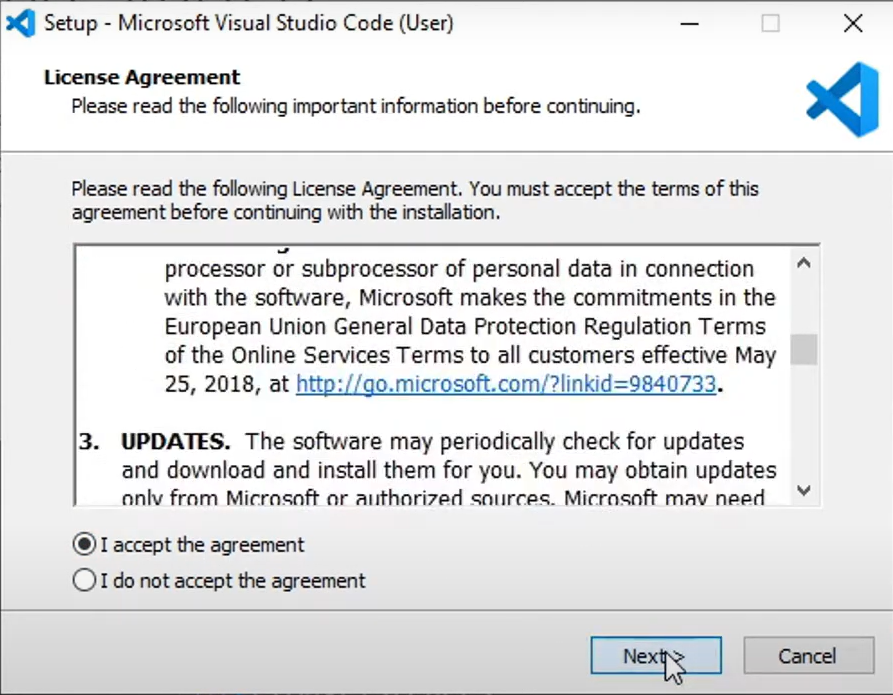 Setup - Microsoft Visual Studio Code (User)
License Agreement
Please read the following important information before continuing.
Please read the following License Agreement. You must accept the terms of this
agreement before continuing with the installation.
processor or subprocessor of personal data in connection
with the software, Microsoft makes the commitments in the
European Union General Data Protection Regulation Terms
of the Online Services Terms to all customers effective May
25, 2018, at http://go.microsoft.com/?linkid=9840733.
3. UPDATES. The software may periodically check for updates
and download and install them for you. You may obtain updates
only from Microsoft or authorized sources. Microsoft may need
I accept the agreement
I do not accept the agreement
Next >
Cancel